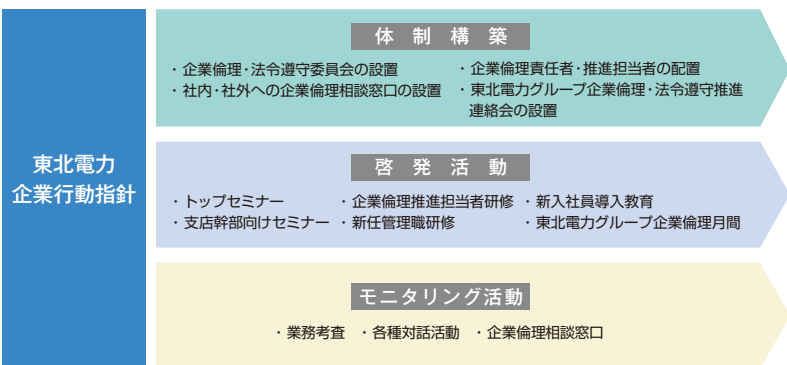 東北電力
企業行動指針
体制構築
・企業倫理・法令遵守委員会の設置
・社内・社外への企業倫理相談窓口の設置
・企業倫理責任者・推進担当者の配置
・東北電力グループ企業倫理・法令遵守推進
連絡会の設置
啓発活動
・トップセミナー
・支店幹部向けセミナー
・企業倫理推進担当者研修
・新任管理職研修
・新入社員導入教育
・東北電力グループ企業倫理月間
モニタリング活動
・業務考査 ・各種対話活動 ・企業倫理相談窓口